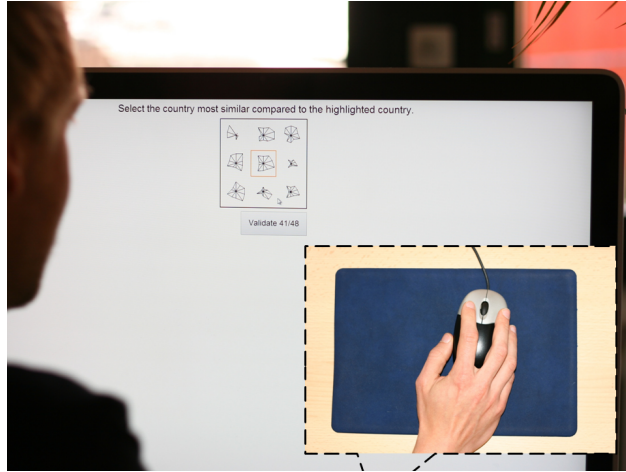 Select the country most similar compared to the highlighted country.
Validate 41/48